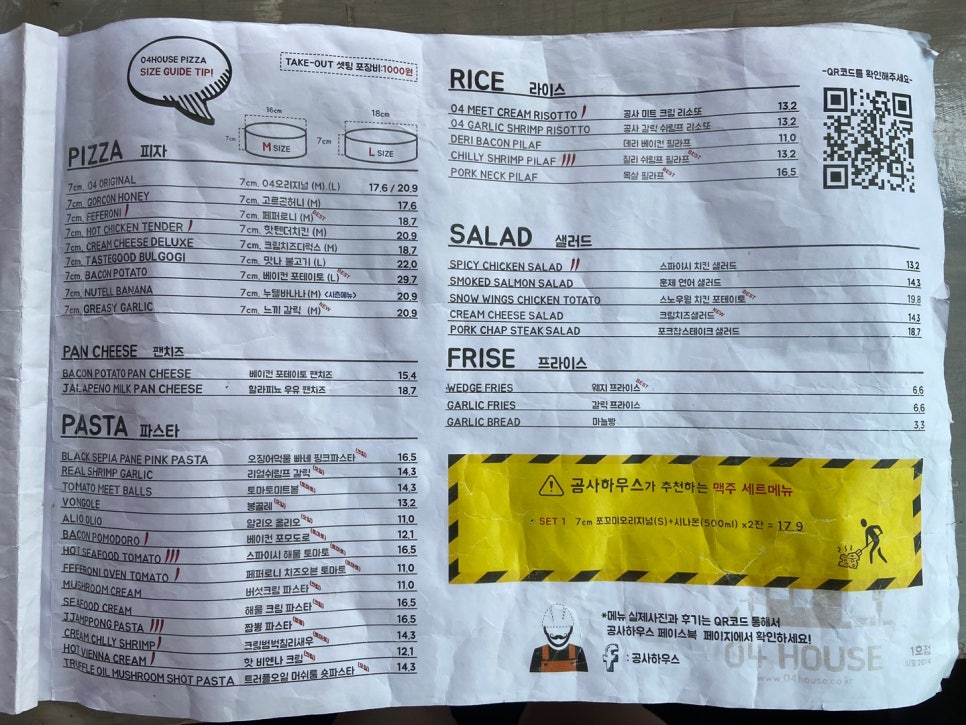 04HOUSE PIZZA
SIZE GUIDE TIP!
TAKE-OUT 셋팅 포장비:1000원
16cm
7cm
M SIZE
18cm
7cm
L SIZE
PIZZA 피자
7cm. 04 ORIGINAL 7cm. 04오리지널 (M),(L) 17.6 / 20.9
7cm. GORGON HONEY 7cm. 고르곤허니 (M) 17.6
7cm. FEFERONI 7cm. 페퍼로니 (M) BEST 18.7
7cm. HOT CHICKEN TENDER 7cm. 핫텐더치킨 (M) 20.9
7cm. CREAM CHEESE DELUXE 7cm. 크림치즈디럭스 (M) 18.7
7cm. TASTEGOOD BULGOGI 7cm. 맛나 불고기 (L) 22.0
7cm. BACON POTATO 7cm. 베이컨 포테이토 (L) BEST 29.7
7cm. NUTELL BANANA 7cm. 누텔바나나 (M) <시즌메뉴> 20.9
7cm. GREASY GARLIC 7cm. 느끼 갈릭 (M) NEW 20.9
PAN CHEESE 팬치즈
BACON POTATO PAN CHEESE 베이컨 포테이토 팬치즈 15.4
JALAPENO MILK PAN CHEESE 할라피뇨 우유 팬치즈 18.7
PASTA 파스타
BLACK SEPIA PANE PINK PASTA 오징어먹물 빠네 핑크파스타 16.5
REAL SHRIMP GARLIC 리얼쉬림프 갈릭 14.3
TOMATO MEET BALLS 토마토미트볼 14.3
VONGOLE 봉골레 13.2
ALIO OLIO 알리오 올리오 11.0
BACON POMODORO 베이컨 포모도로 12.1
HOT SEAFOOD TOMATO 스파이시 해물 토마토 16.5
FEFERONI OVEN TOMATO 페퍼로니 치즈오븐 토마토 11.0
MUSHROOM CREAM 버섯크림 파스타 11.0
SEAFOOD CREAM 해물 크림 파스타 16.5
JJAMPPONG PASTA 짬뽕 파스타 16.5
CREAM CHILLY SHRIMP 크림범벅칠리새우 14.3
HOT VIENNA CREAM 핫 비엔나 크림 12.1
TRUFFLE OIL MUSHROOM SHOT PASTA 트러플오일 머쉬룸 숏파스타 14.3
RICE 라이스
04 MEET CREAM RISOTTO 공사 미트 크림 리소또 13.2
04 GARLIC SHRIMP RISOTTO 공사 갈릭 쉬림프 리소또 13.2
DERI BACON PILAF 데리 베이컨 필라프 11.0
CHILLY SHRIMP PILAF 칠리 쉬림프 필라프 BEST 13.2
PORK NECK PILAF 목살 필라프 BEST 16.5
-QR코드를 확인해주세요-
SALAD 샐러드
SPICY CHICKEN SALAD 스파이시 치킨 샐러드 13.2
SMOKED SALMON SALAD 훈제 연어 샐러드 14.3
SNOW WINGS CHICKEN TOTATO 스노우윙 치킨 포테이토 BEST 19.8
CREAM CHEESE SALAD 크림치즈샐러드 NEW 14.3
PORK CHAP STEAK SALAD 포크찹스테이크 샐러드 18.7
FRISE 프라이스
WEDGE FRIES 웨지 프라이스 BEST 6.6
GARLIC FRIES 갈릭 프라이스 6.6
GARLIC BREAD 마늘빵 3.3
공사하우스가 추천하는 맥주 세트메뉴
· SET 1 7cm 포꼬미오리지널(S)+시나몬(500ml) x2잔 = 17.9
*메뉴 실제사진과 후기는 QR코드 통해서
공사하우스 페이스북 페이지에서 확인하세요!
f : 공사하우스
04 HOUSE
www.04house.co.kr
1호점